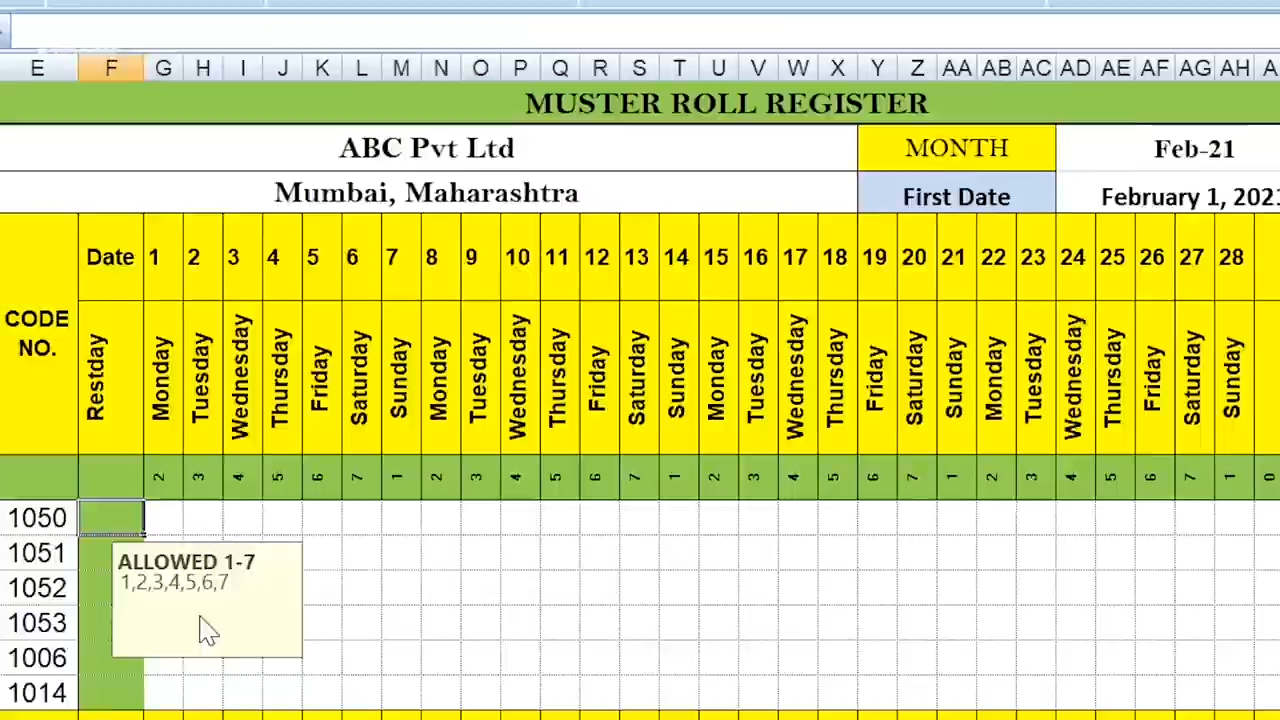 E F G H I J K L M N O P Q R S T U V W X Y Z AA AB AC AD AE AF AG AH A
MUSTER ROLL REGISTER
ABC Pvt Ltd MONTH Feb-21
Mumbai, Maharashtra First Date February 1, 2021
CODE NO. Date 1 2 3 4 5 6 7 8 9 10 11 12 13 14 15 16 17 18 19 20 21 22 23 24 25 26 27 28
Restday Monday Tuesday Wednesday Thursday Friday Saturday Sunday Monday Tuesday Wednesday Thursday Friday Saturday Sunday Monday Tuesday Wednesday Thursday Friday Saturday Sunday Monday Tuesday Wednesday Thursday Friday Saturday Sunday
2 3 4 5 6 7 1 2 3 4 5 6 7 1 2 3 4 5 6 7 1 2 3 4 5 6 7 1 0
1050
1051
ALLOWED 1-7
1,2,3,4,5,6,7
1052
1053
1006
1014